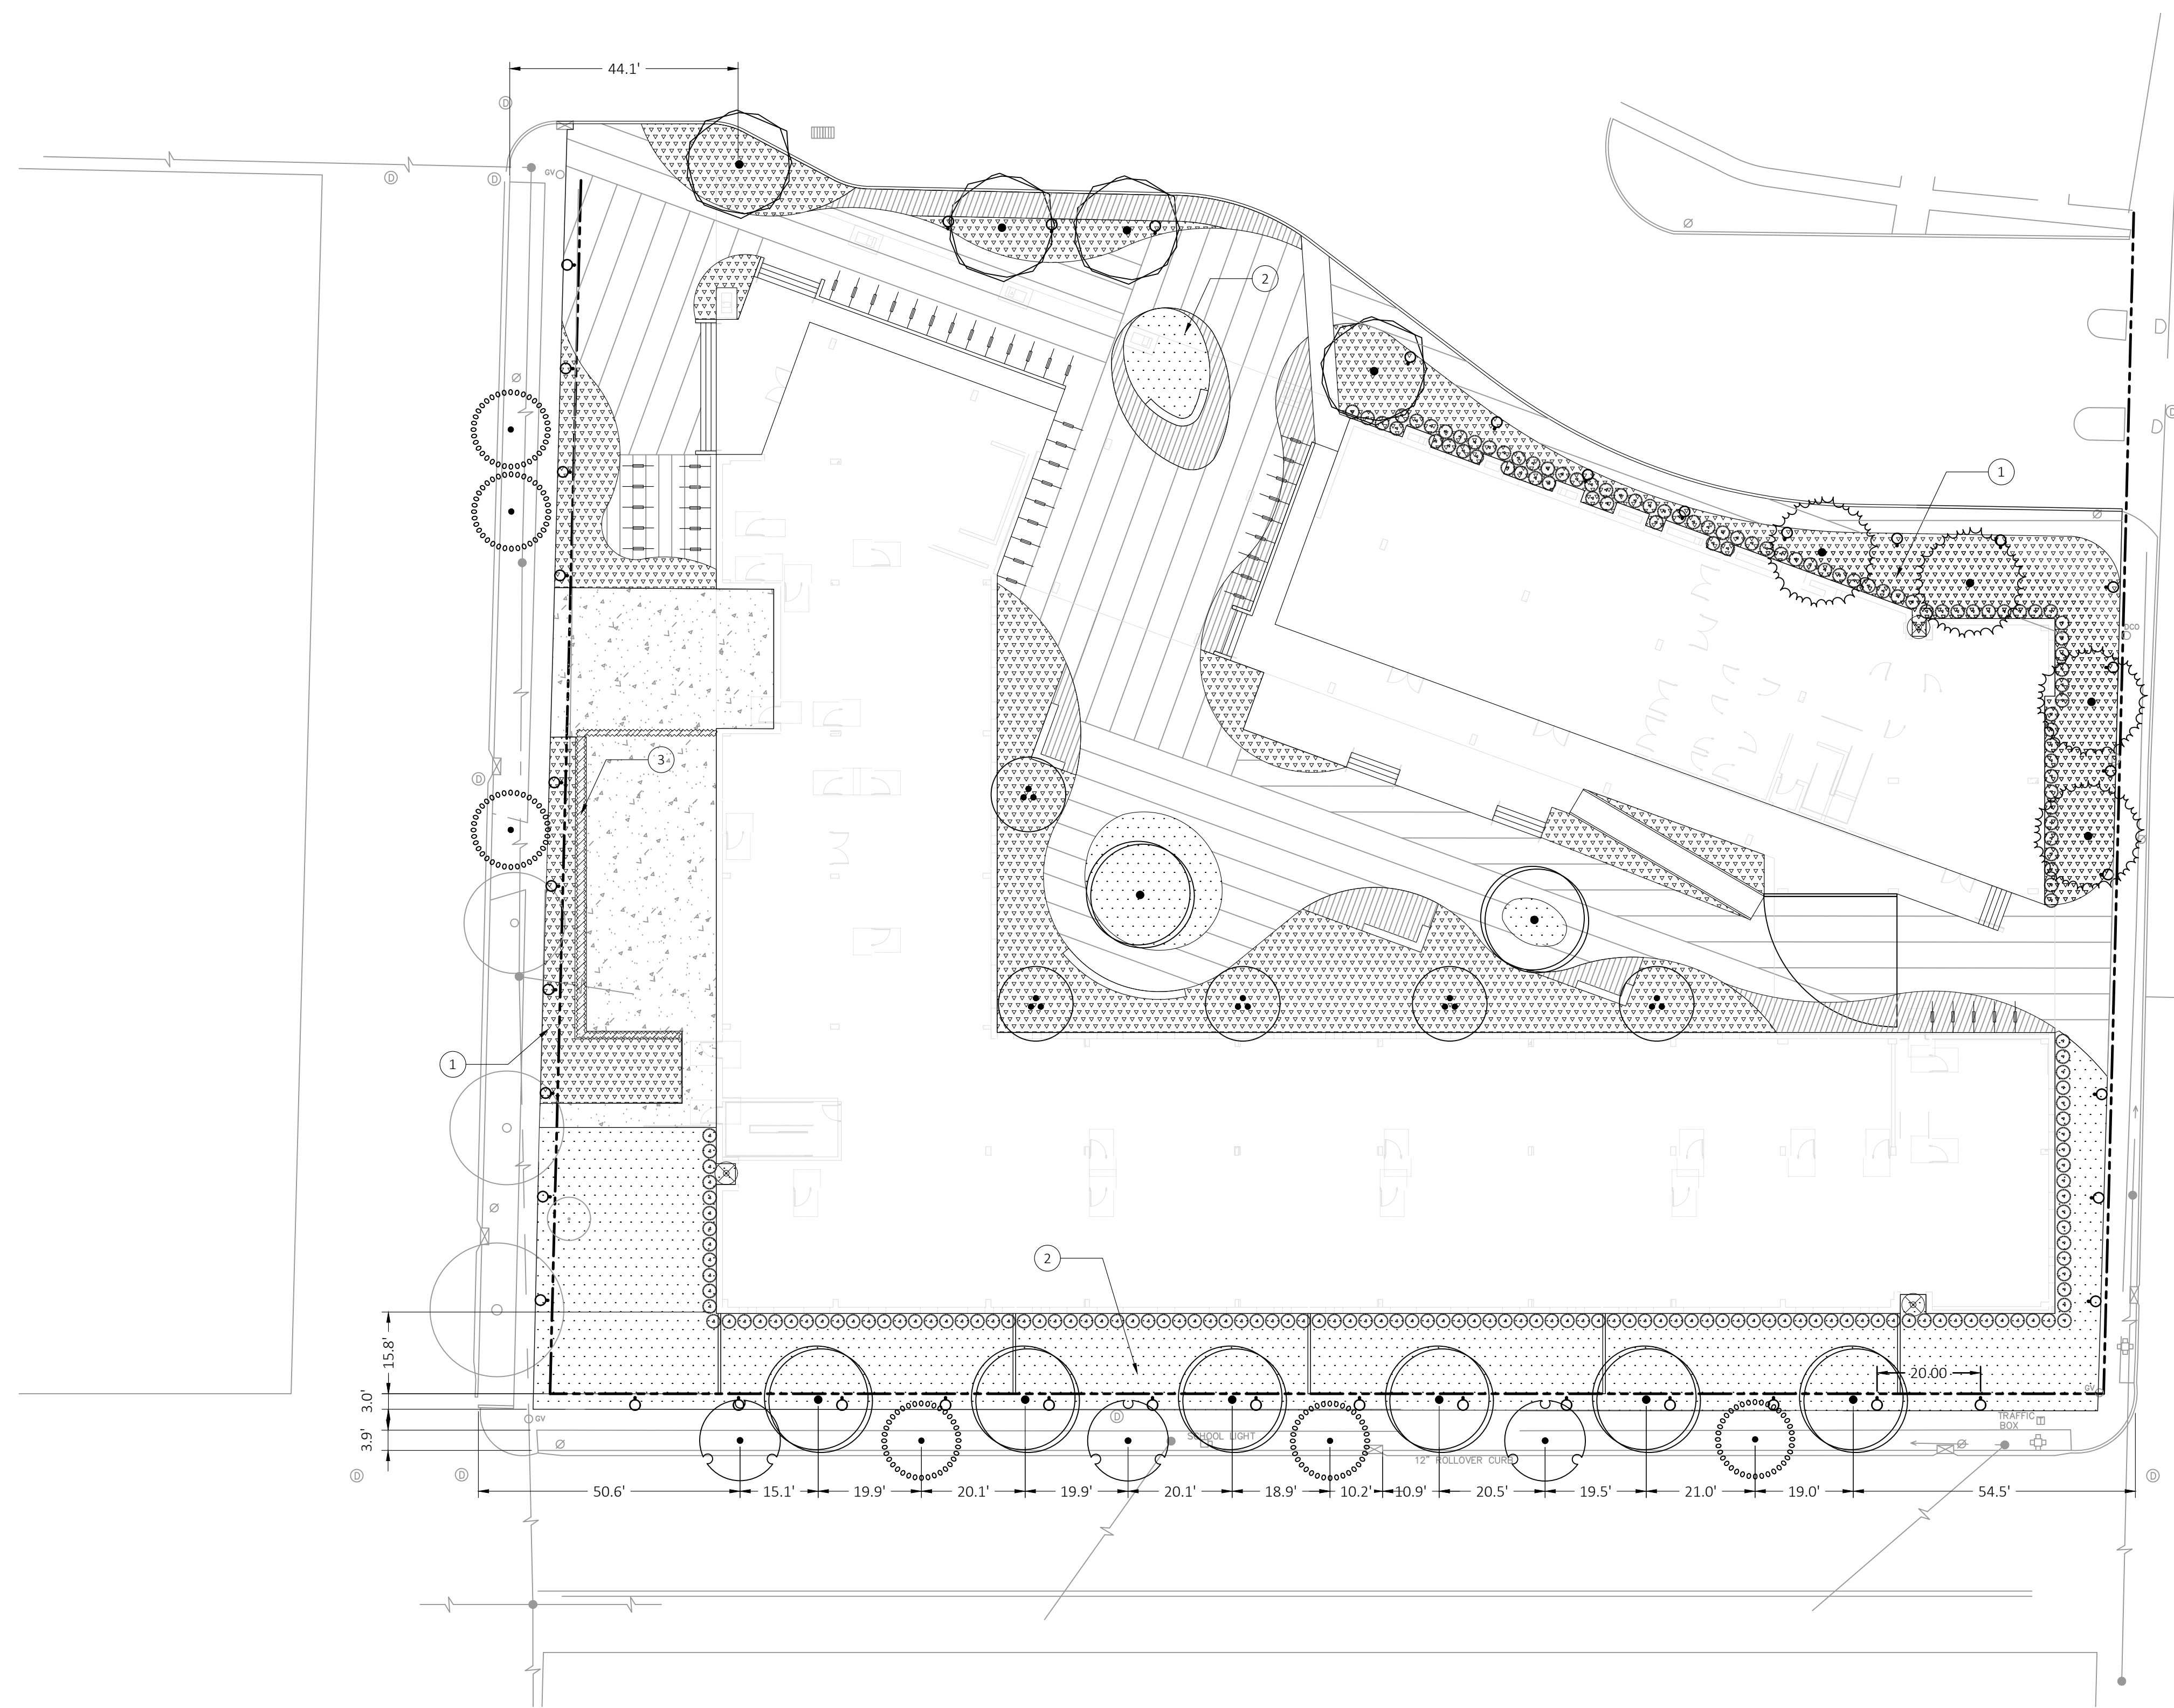 44.1'
D
D
D
D
GV
2
D
D
D
1
DCO
3
D
1
2
15.8'
20.00
3.0'
GV
GV
3.9'
D
SCHOOL LIGHT
TRAFFIC
BOX
12" ROLLOVER CURB
D
D
D
50.6'
15.1'
19.9'
20.1'
19.9'
20.1'
18.9'
10.2'
10.9'
20.5'
19.5'
21.0'
19.0'
54.5'